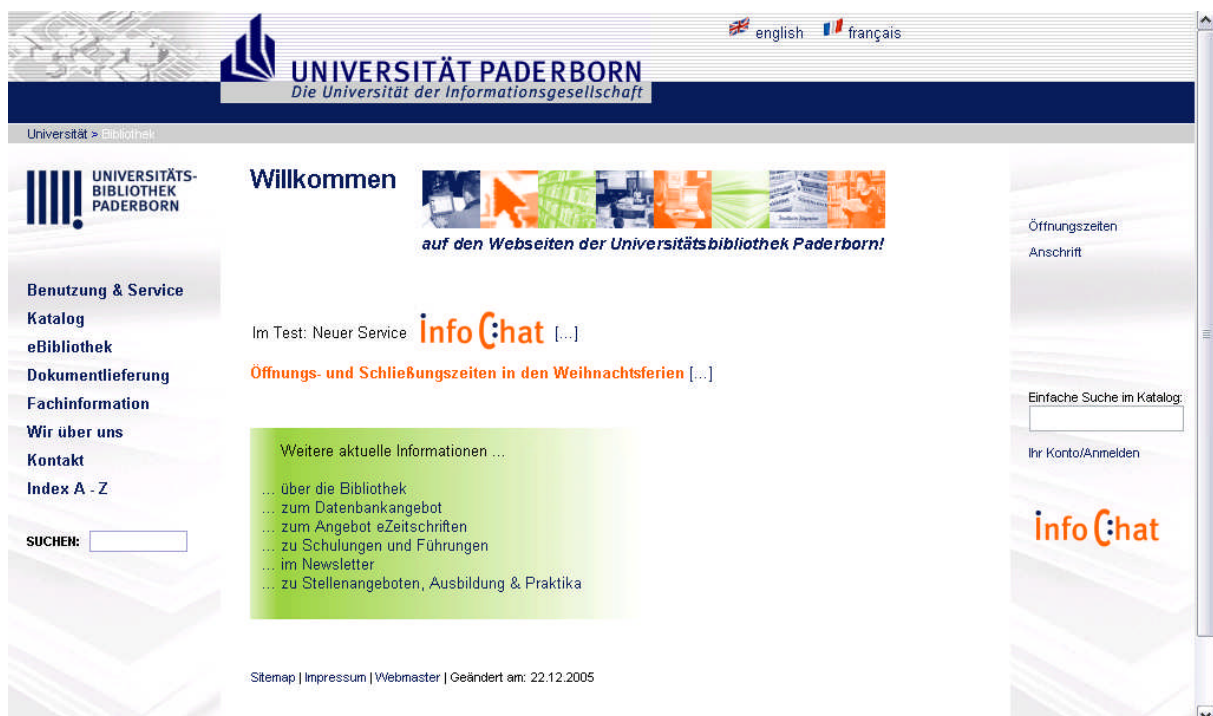 english français
UNIVERSITÄT PADERBORN
Die Universität der Informationsgesellschaft
Universität > Bibliothek
UNIVERSITÄTS-
BIBLIOTHEK
PADERBORN
Benutzung & Service
Katalog
eBibliothek
Dokumentlieferung
Fachinformation
Wir über uns
Kontakt
Index A - Z
SUCHEN:
Willkommen
auf den Webseiten der Universitätsbibliothek Paderborn!
Im Test: Neuer Service InfoChat [...]
Öffnungs- und Schließungszeiten in den Weihnachtsferien [...]
Weitere aktuelle Informationen ...
... über die Bibliothek
... zum Datenbankangebot
... zum Angebot eZeitschriften
... zu Schulungen und Führungen
... im Newsletter
... zu Stellenangeboten, Ausbildung & Praktika
Sitemap | Impressum | Webmaster | Geändert am: 22.12.2005
Öffnungszeiten
Anschrift
Einfache Suche im Katalog:
Ihr Konto/Anmelden
InfoChat